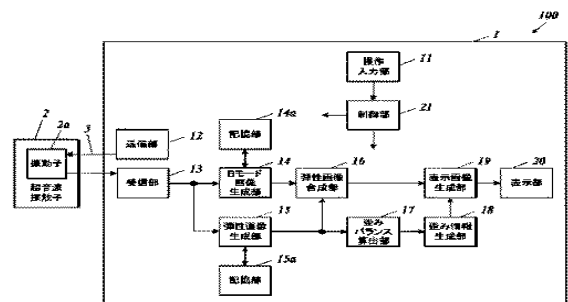 100
1
操作
入力部
11
2
2a
3
送信部
12
記憶部
14a
制御部
21
振動子
超音波
探触子
受信部
13
Bモード
画像
生成部
14
弾性画像
合成部
16
表示画像
生成部
19
表示部
20
弾性画像
生成部
15
歪み
バランス
算出部
17
歪み情報
生成部
18
記憶部
15a